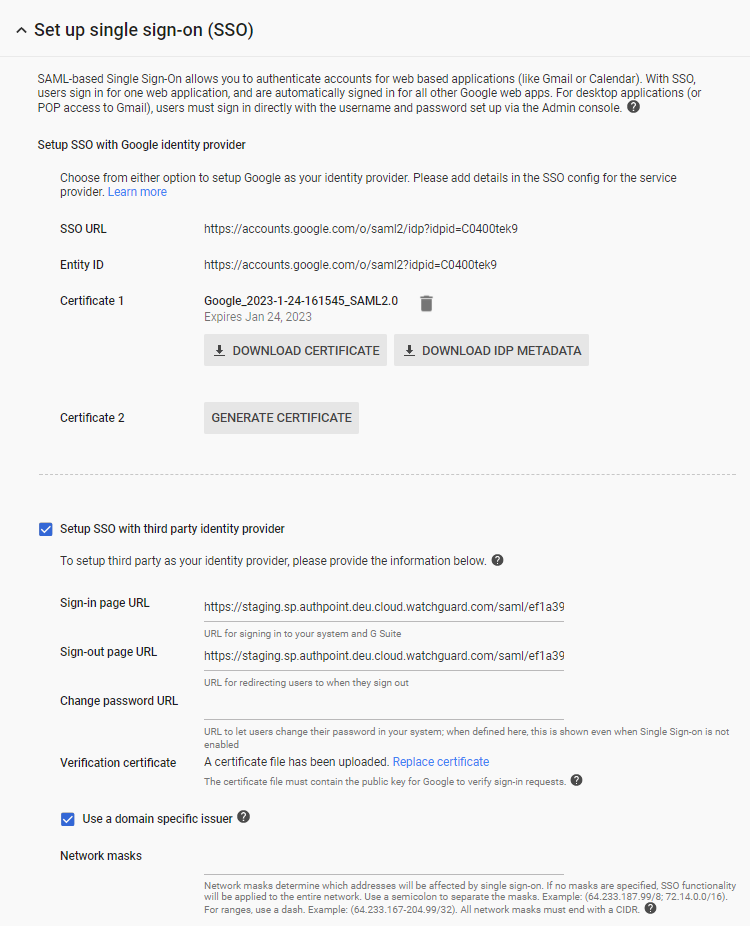 Set up single sign-on (SSO)
SAML-based Single Sign-On allows you to authenticate accounts for web based applications (like Gmail or Calendar). With SSO,
users sign in for one web application, and are automatically signed in for all other Google web apps. For desktop applications (or
POP access to Gmail), users must sign in directly with the username and password set up via the Admin console. ?
Setup SSO with Google identity provider
Choose from either option to setup Google as your identity provider. Please add details in the SSO config for the service
provider. Learn more
SSO URL https://accounts.google.com/o/saml2/idp?idpid=C0400tek9
Entity ID https://accounts.google.com/o/saml2?idpid=C0400tek9
Certificate 1 Google_2023-1-24-161545_SAML2.0
Expires Jan 24, 2023
DOWNLOAD CERTIFICATE DOWNLOAD IDP METADATA
Certificate 2 GENERATE CERTIFICATE
Setup SSO with third party identity provider
To setup third party as your identity provider, please provide the information below. ?
Sign-in page URL https://staging.sp.authpoint.deu.cloud.watchguard.com/saml/ef1a39
URL for signing in to your system and G Suite
Sign-out page URL https://staging.sp.authpoint.deu.cloud.watchguard.com/saml/ef1a39
URL for redirecting users to when they sign out
Change password URL
URL to let users change their password in your system; when defined here, this is shown even when Single Sign-on is not
enabled
Verification certificate A certificate file has been uploaded. Replace certificate
The certificate file must contain the public key for Google to verify sign-in requests. ?
Use a domain specific issuer ?
Network masks
Network masks determine which addresses will be affected by single sign-on. If no masks are specified, SSO functionality
will be applied to the entire network. Use a semicolon to separate the masks. Example: (64.233.187.99/8; 72.14.0.0/16).
For ranges, use a dash. Example: (64.233.167-204.99/32). All network masks must end with a CIDR. ?